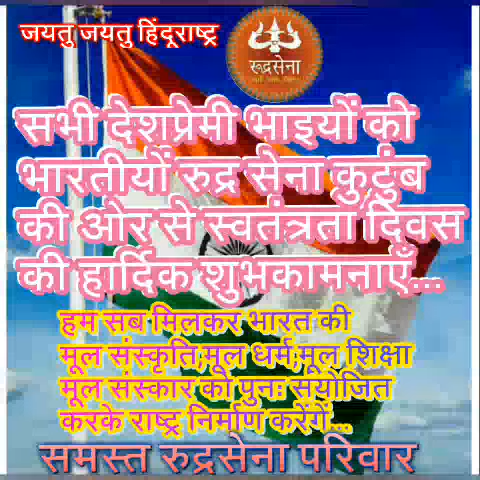 जयतु जयतु हिंदूराष्ट्र
रूद्रसेना
सभी देशप्रेमी भाइयों को
भारतीयों रुद्र सेना कुटुंब
की ओर से स्वतंत्रता दिवस
की हार्दिक शुभकामनाएँ...
हम सब मिलकर भारत की
मूल संस्कृति,मूल धर्म,मूल शिक्षा
मूल संस्कार को पुनः संयोजित
करके राष्ट्र निर्माण करेंगें...
समस्त रुद्रसेना परिवार